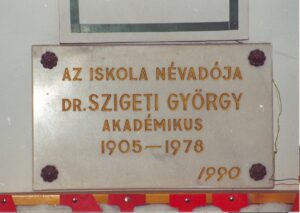 AZ ISKOLA NÉVADÓJA
DR. SZIGETI GYÖRGY
AKADÉMIKUS
1905—1978
1990